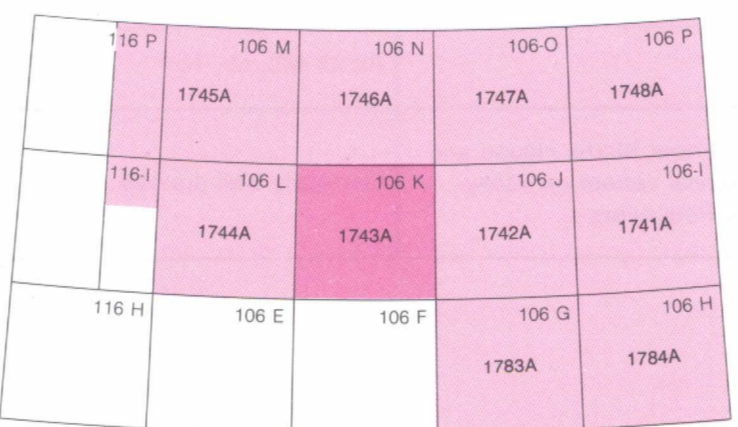 116 P 106 M 106 N 106-O 106 P
1745A 1746A 1747A 1748A
116-I 106 L 106 K 106 J 106-I
1744A 1743A 1742A 1741A
116 H 106 E 106 F 106 G 106 H
1783A 1784A